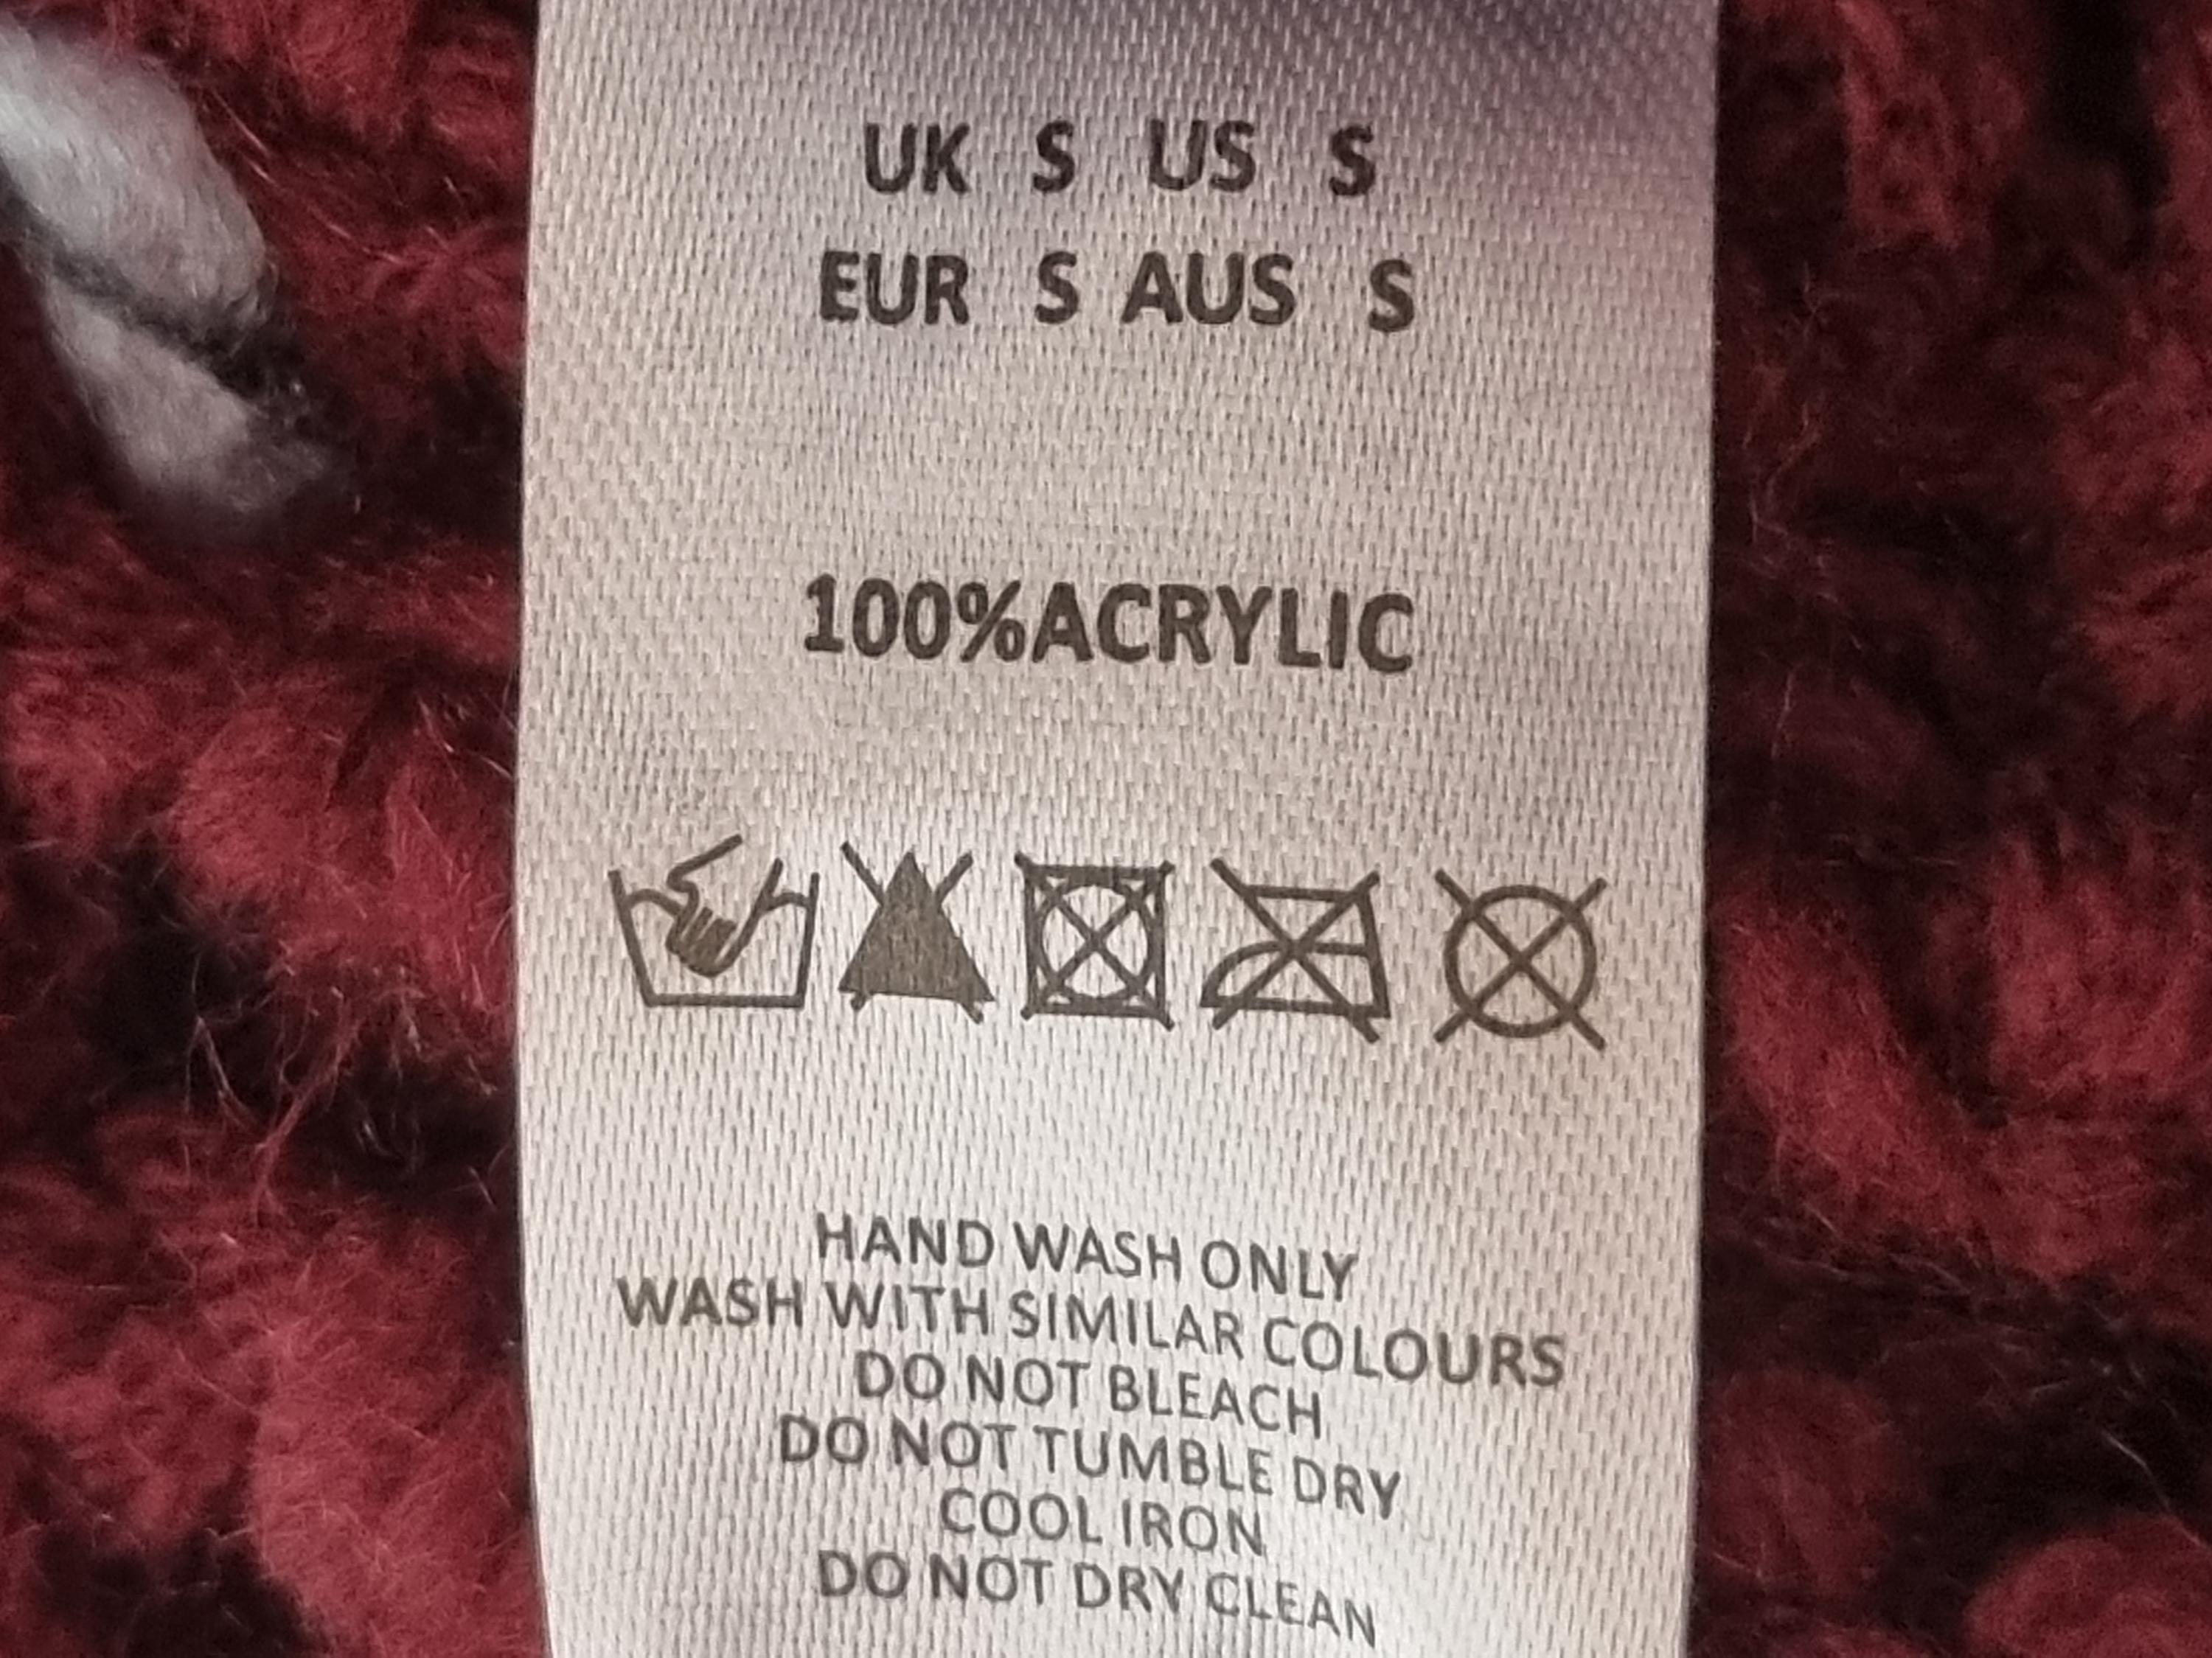 UK S US S
EUR S AUS S
100%ACRYLIC
HAND WASH ONLY
WASH WITH SIMILAR COLOURS
DO NOT BLEACH
DO NOT TUMBLE DRY
COOL IRON
DO NOT DRY CLEAN